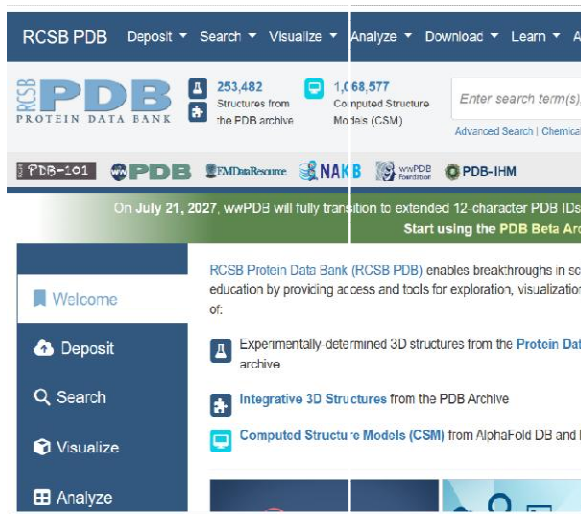 RCSB PDB Deposit Search Visualize Analyze Download Learn A
RCSB PDB
PROTEIN DATA BANK
253,482
Structures from
the PDB archive
1,068,577
Computed Structure
Models (CSM)
Enter search term(s),
Advanced Search | Chemical
PDB-101 PDB EMDataResource NAKB wwPDB Foundation PDB-IHM
On July 21, 2027, wwPDB will fully transition to extended 12-character PDB IDs
Start using the PDB Beta Arc
Welcome
Deposit
Search
Visualize
Analyze
RCSB Protein Data Bank (RCSB PDB) enables breakthroughs in sc
education by providing access and tools for exploration, visualization
of:
Experimentally-determined 3D structures from the Protein Dat
archive
Integrative 3D Structures from the PDB Archive
Computed Structure Models (CSM) from AlphaFold DB and